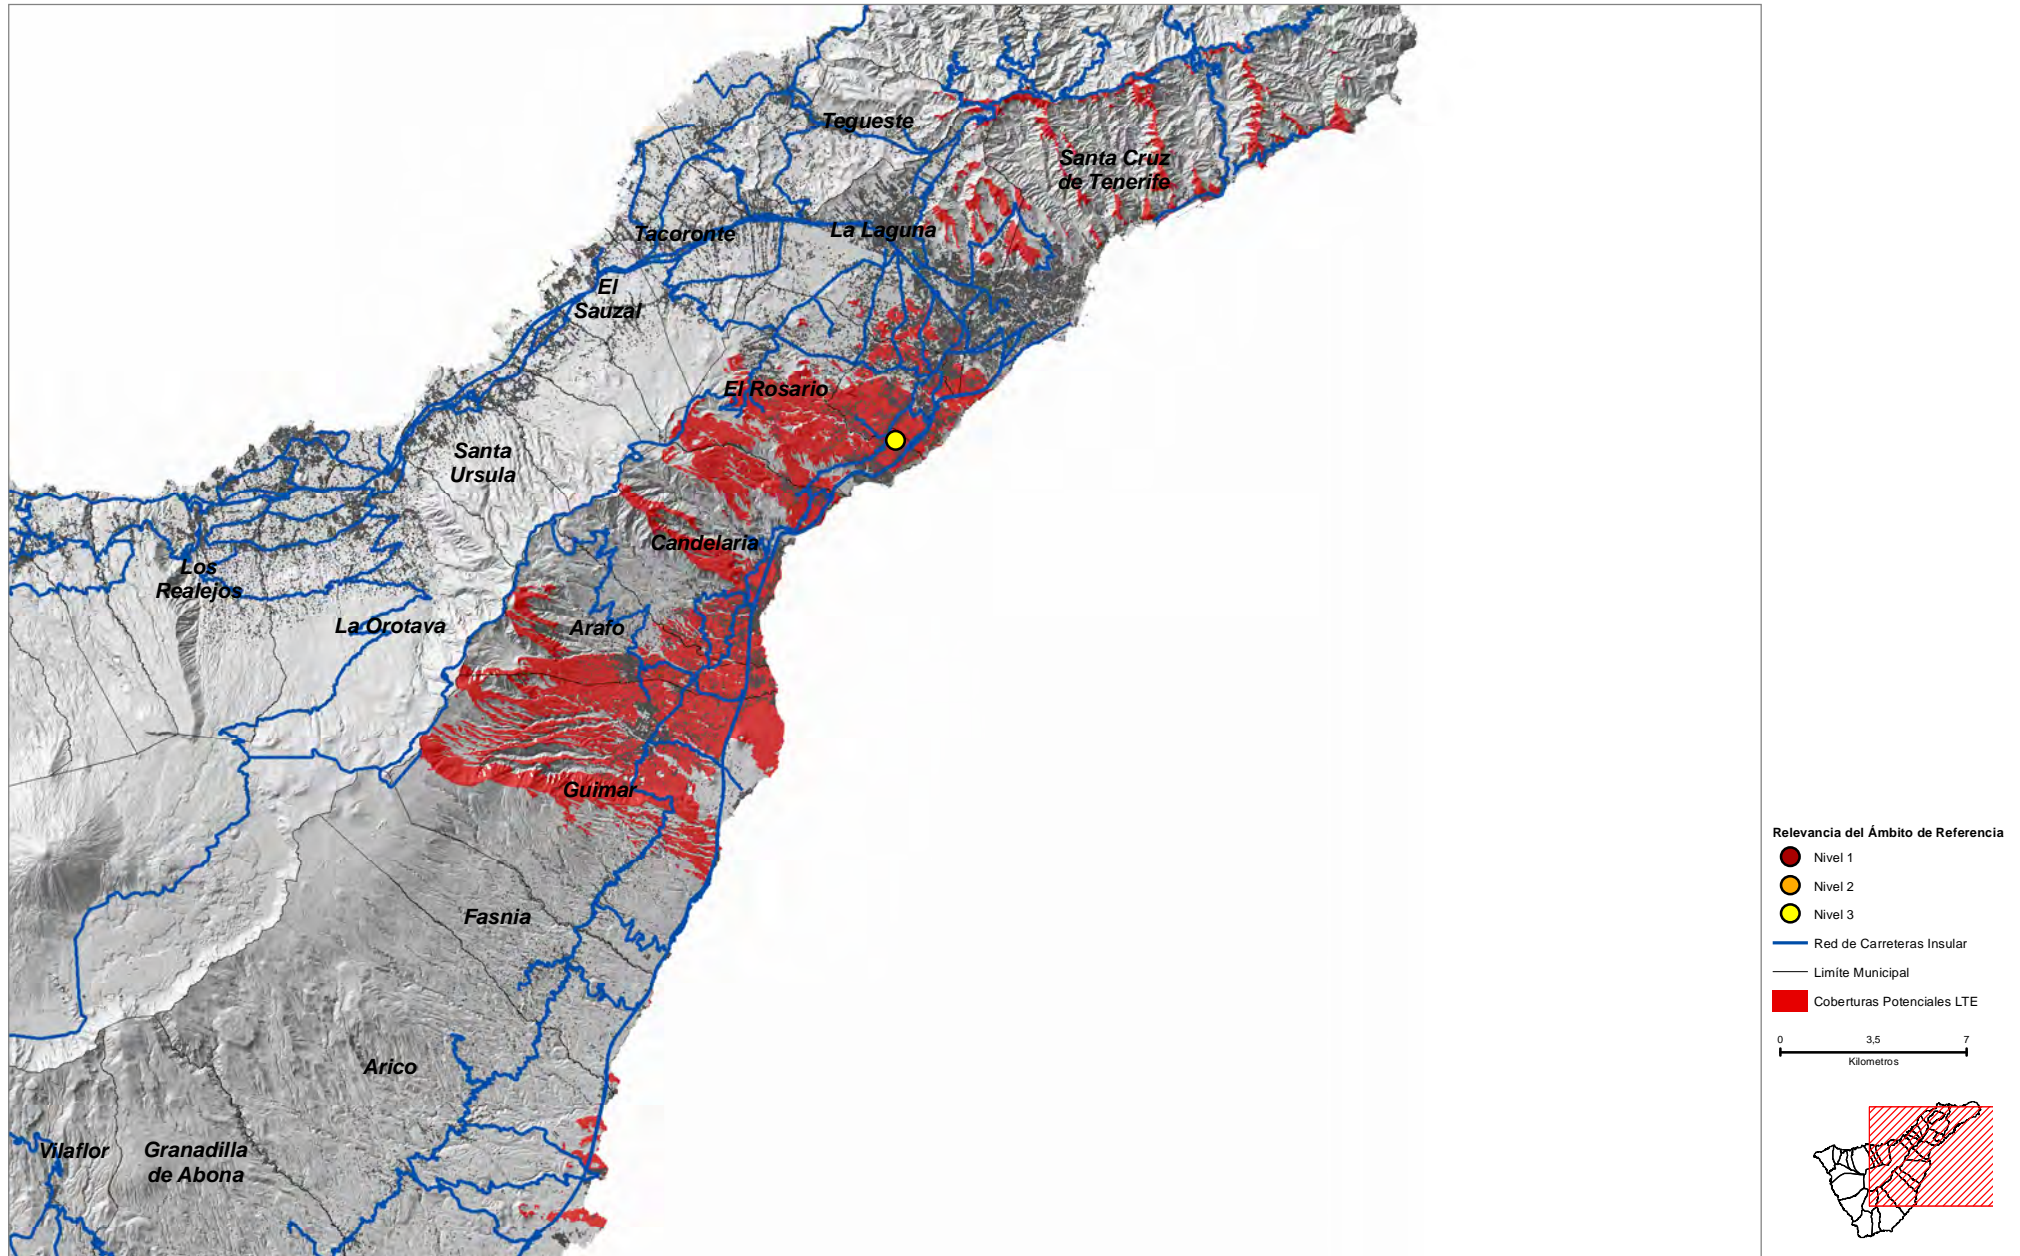 Tegueste
Santa Cruz
de Tenerife
Tacoronte
La Laguna
El
Sauzal
El Rosario
Santa
Ursula
Candelaria
Los
Realejos
La Orotava
Arafo
Guimar
Fasnia
Arico
Vilaflor
Granadilla
de Abona
Relevancia del Ámbito de Referencia
Nivel 1
Nivel 2
Nivel 3
Red de Carreteras Insular
Limíte Municipal
Coberturas Potenciales LTE
0 3,5 7
Kilometros